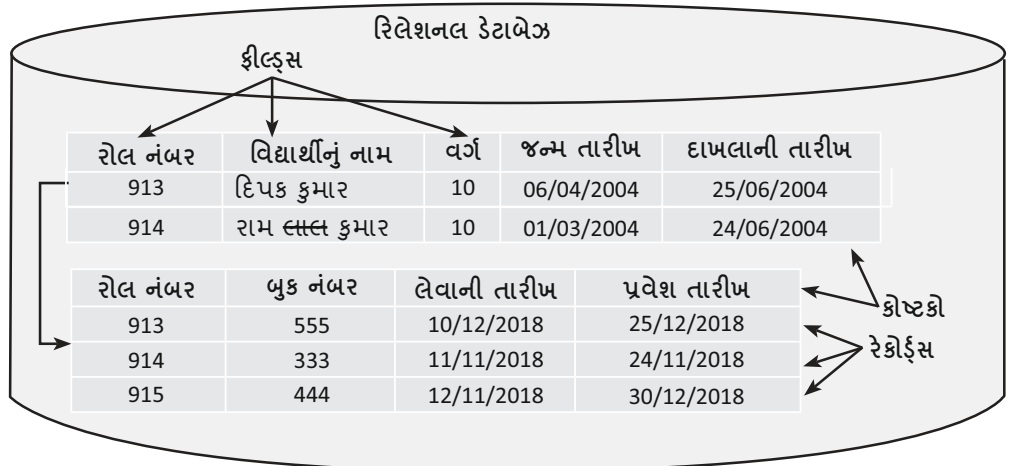 રિલેશનલ ડેટાબેઝ
ફીલ્ડ્સ
રોલ નંબર વિદ્યાર્થીનું નામ વર્ગ જન્મ તારીખ દાખલાની તારીખ
913 દિપક કુમાર 10 06/04/2004 25/06/2004
914 રામ લાલ કુમાર 10 01/03/2004 24/06/2004
રોલ નંબર બુક નંબર લેવાની તારીખ પ્રવેશ તારીખ
કોષ્ટકો
913 555 10/12/2018 25/12/2018
રેકોર્ડ્સ
914 333 11/11/2018 24/11/2018
915 444 12/11/2018 30/12/2018